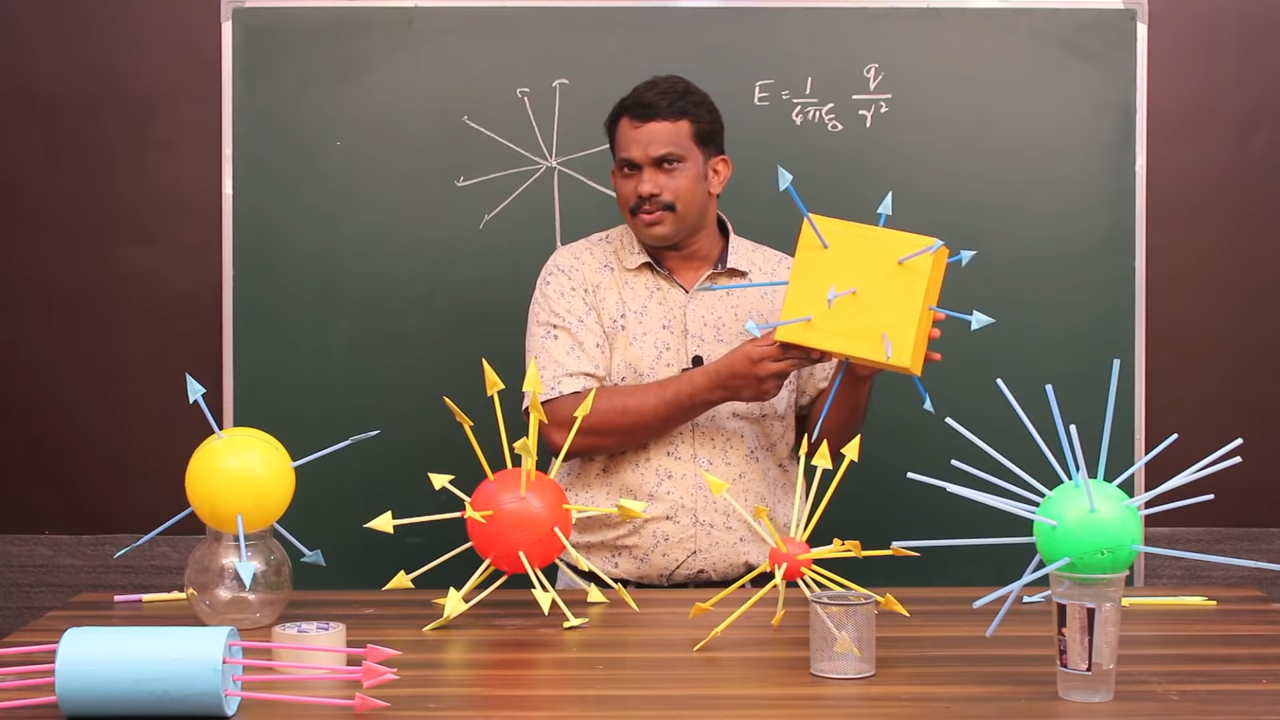 E = 1/4πε₀ q/r²